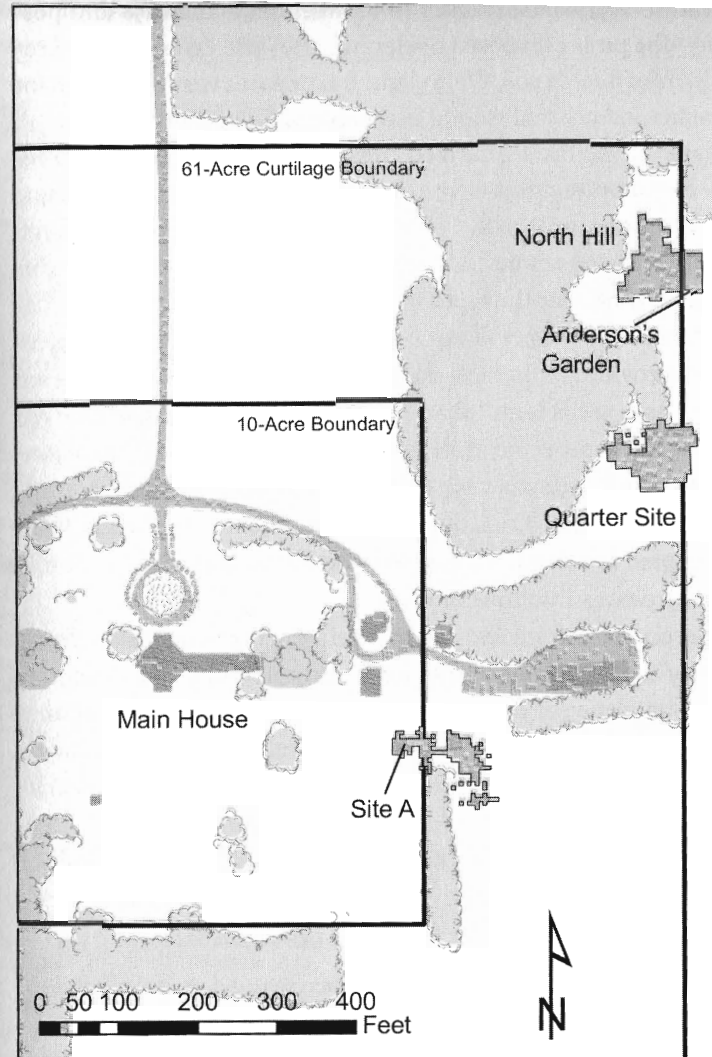 61-Acre Curtilage Boundary
North Hill
Anderson's
Garden
10-Acre Boundary
Quarter Site
Main House
Site A
0 50 100 200 300 400
Feet
N